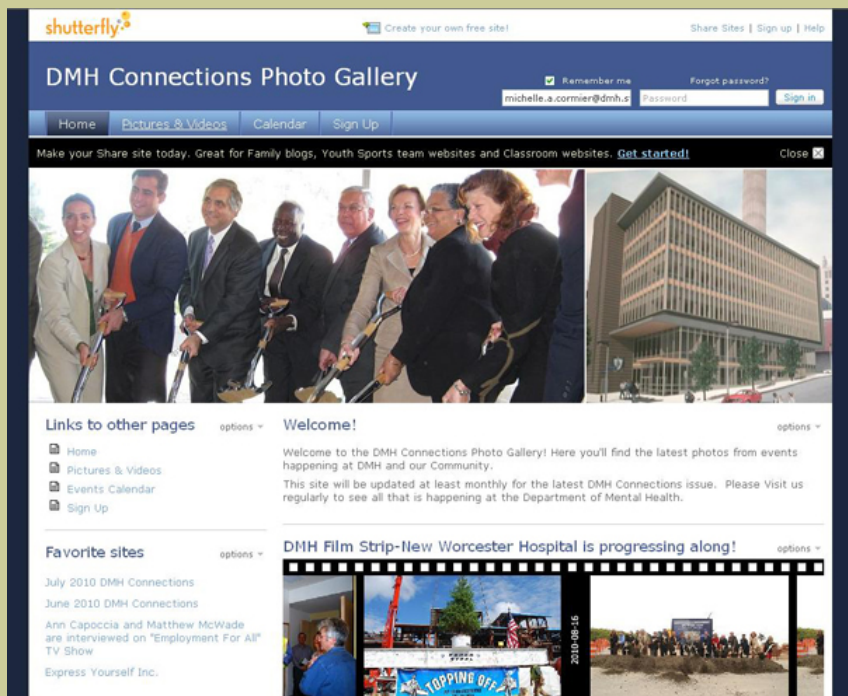 shutterfly
Create your own free site!
Share Sites | Sign up | Help
DMH Connections Photo Gallery
Remember me
Forgot password?
michelle.a.cormier@dmh.s
Password
Sign in
Home
Pictures & Videos
Calendar
Sign Up
Make your Share site today. Great for Family blogs, Youth Sports team websites and Classroom websites. Get started!
Close
Links to other pages
options
Home
Pictures & Videos
Events Calendar
Sign Up
Favorite sites
options
July 2010 DMH Connections
June 2010 DMH Connections
Ann Capoccia and Matthew McWade
are interviewed on "Employment For All"
TV Show
Express Yourself Inc.
Welcome!
options
Welcome to the DMH Connections Photo Gallery! Here you'll find the latest photos from events
happening at DMH and our Community.
This site will be updated at least monthly for the latest DMH Connections issue. Please Visit us
regularly to see all that is happening at the Department of Mental Health.
DMH Film Strip-New Worcester Hospital is progressing along!
options
TOPPING OFF
2010-08-16